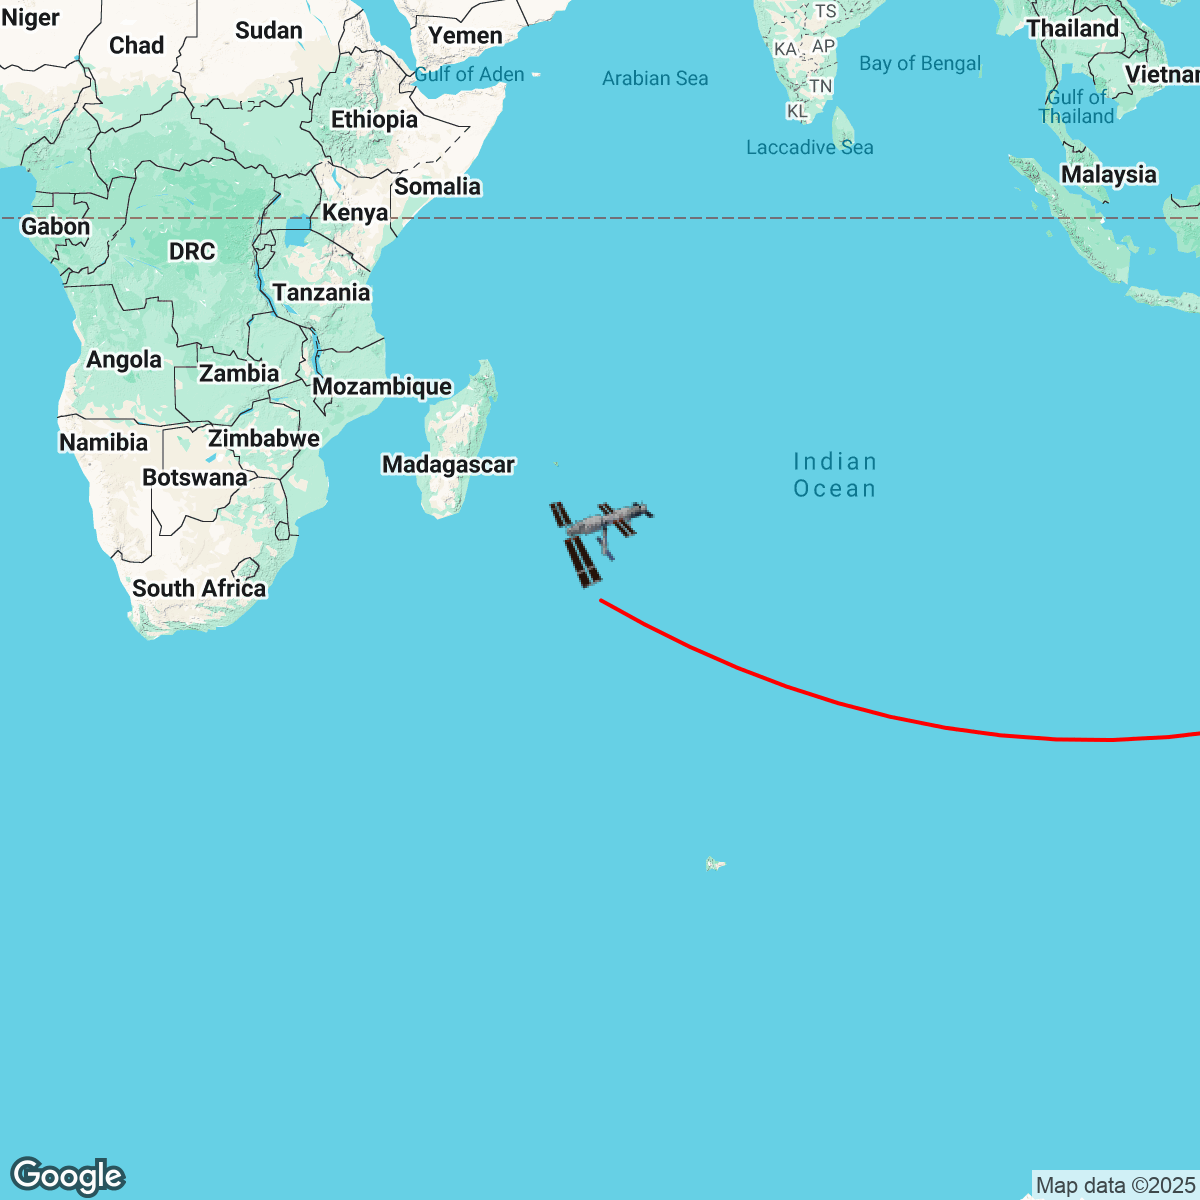 Niger
Chad
Sudan
Yemen
Gulf of Aden
Arabian Sea
TS
KA
AP
TN
KL
Bay of Bengal
Thailand
Vietnar
Gulf of
Thailand
Ethiopia
Laccadive Sea
Malaysia
Somalia
Gabon
Kenya
DRC
Tanzania
Angola
Zambia
Mozambique
Namibia
Zimbabwe
Botswana
Madagascar
Indian
Ocean
South Africa
Google
Map data ©2025